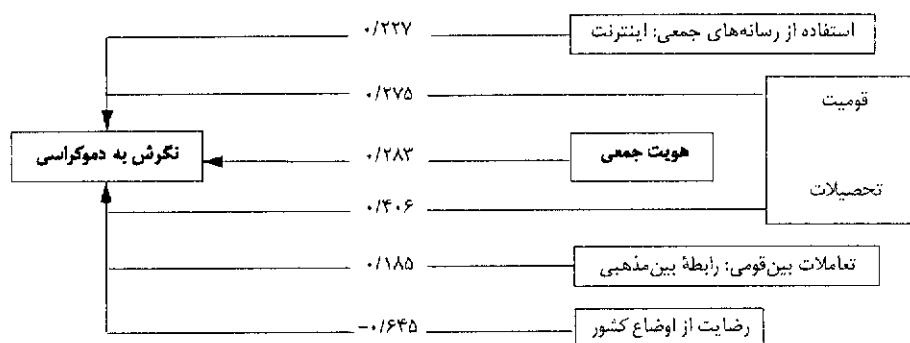 استفاده از رسانه‌های جمعی: اینترنت
۰/۲۲۷
قومیت
۰/۲۷۵
نگرش به دموکراسی
هویت جمعی
۰/۲۸۳
تحصیلات
۰/۴۰۶
تعاملات بین‌قومی: رابطهٔ بین‌مذهبی
۰/۱۸۵
رضایت از اوضاع کشور
−۰/۶۴۵